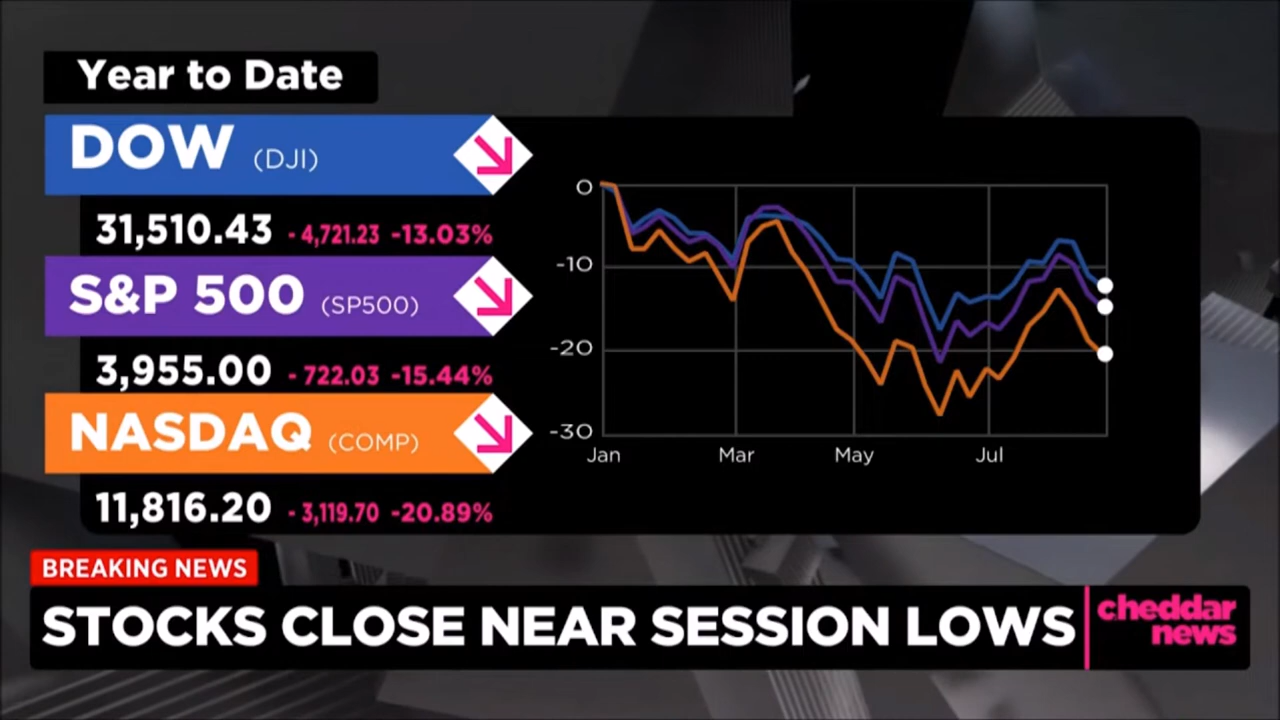 Year to Date
DOW (DJI)
31,510.43 - 4,721.23 -13.03%
S&P 500 (SP500)
3,955.00 - 722.03 -15.44%
NASDAQ (COMP)
11,816.20 - 3,119.70 -20.89%
0
-10
-20
-30
Jan Mar May Jul
BREAKING NEWS
STOCKS CLOSE NEAR SESSION LOWS
cheddar
news